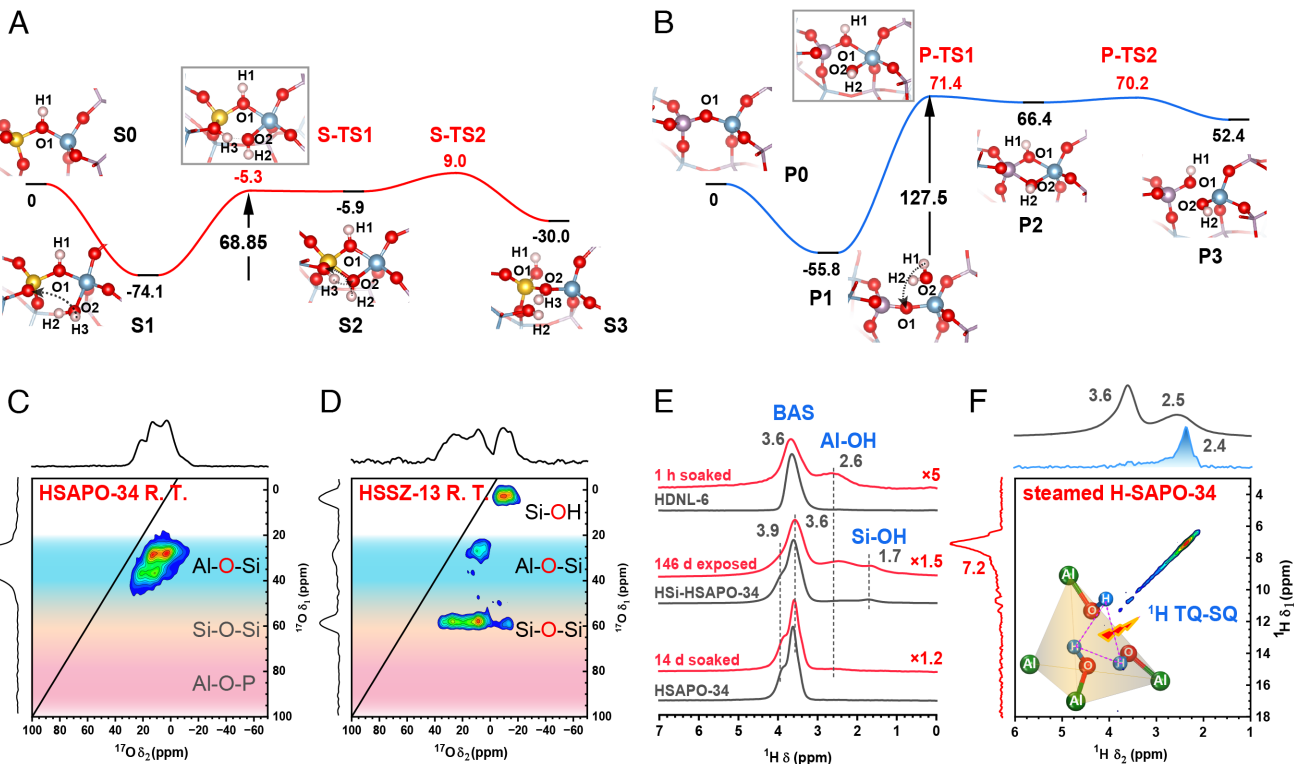 A
H1
O1
S0
0
H1
O1
O2
H2
H3
-74.1
S1
H1
O1
O2
H3
H2
S-TS1
-5.3
68.85
-5.9
H1
O1
O2
H3
H2
S2
S-TS2
9.0
-30.0
O1
H1
O2
H3
H2
S3
B
O1
P0
0
-55.8
P1
H1
H2
O2
O1
H1
O1
O2
H2
P-TS1
71.4
127.5
66.4
H1
O1
O2
H2
P2
P-TS2
70.2
52.4
H1
O1
O2
H2
P3
C
HSAPO-34 R. T.
Al-O-Si
Si-O-Si
Al-O-P
0
20
40
60
80
100
17O δ1 (ppm)
100 80 60 40 20 0 −20 −40 −60
17O δ2(ppm)
D
HSSZ-13 R. T.
Si-OH
Al-O-Si
Si-O-Si
0
20
40
60
80
100
17O δ1 (ppm)
100 80 60 40 20 0 −20 −40 −60
17O δ2(ppm)
E
BAS
3.6
Al-OH
2.6
1 h soaked
×5
HDNL-6
3.9
3.6
Si-OH
1.7
146 d exposed
×1.5
HSi-HSAPO-34
14 d soaked
×1.2
HSAPO-34
7 6 5 4 3 2 1 0
1H δ (ppm)
F
3.6
2.5
2.4
steamed H-SAPO-34
7.2
Al
O
H
1H TQ-SQ
H
O
H
O
Al
Al
Al
4
6
8
10
12
14
16
18
1H δ1(ppm)
6 5 4 3 2 1
1H δ2 (ppm)